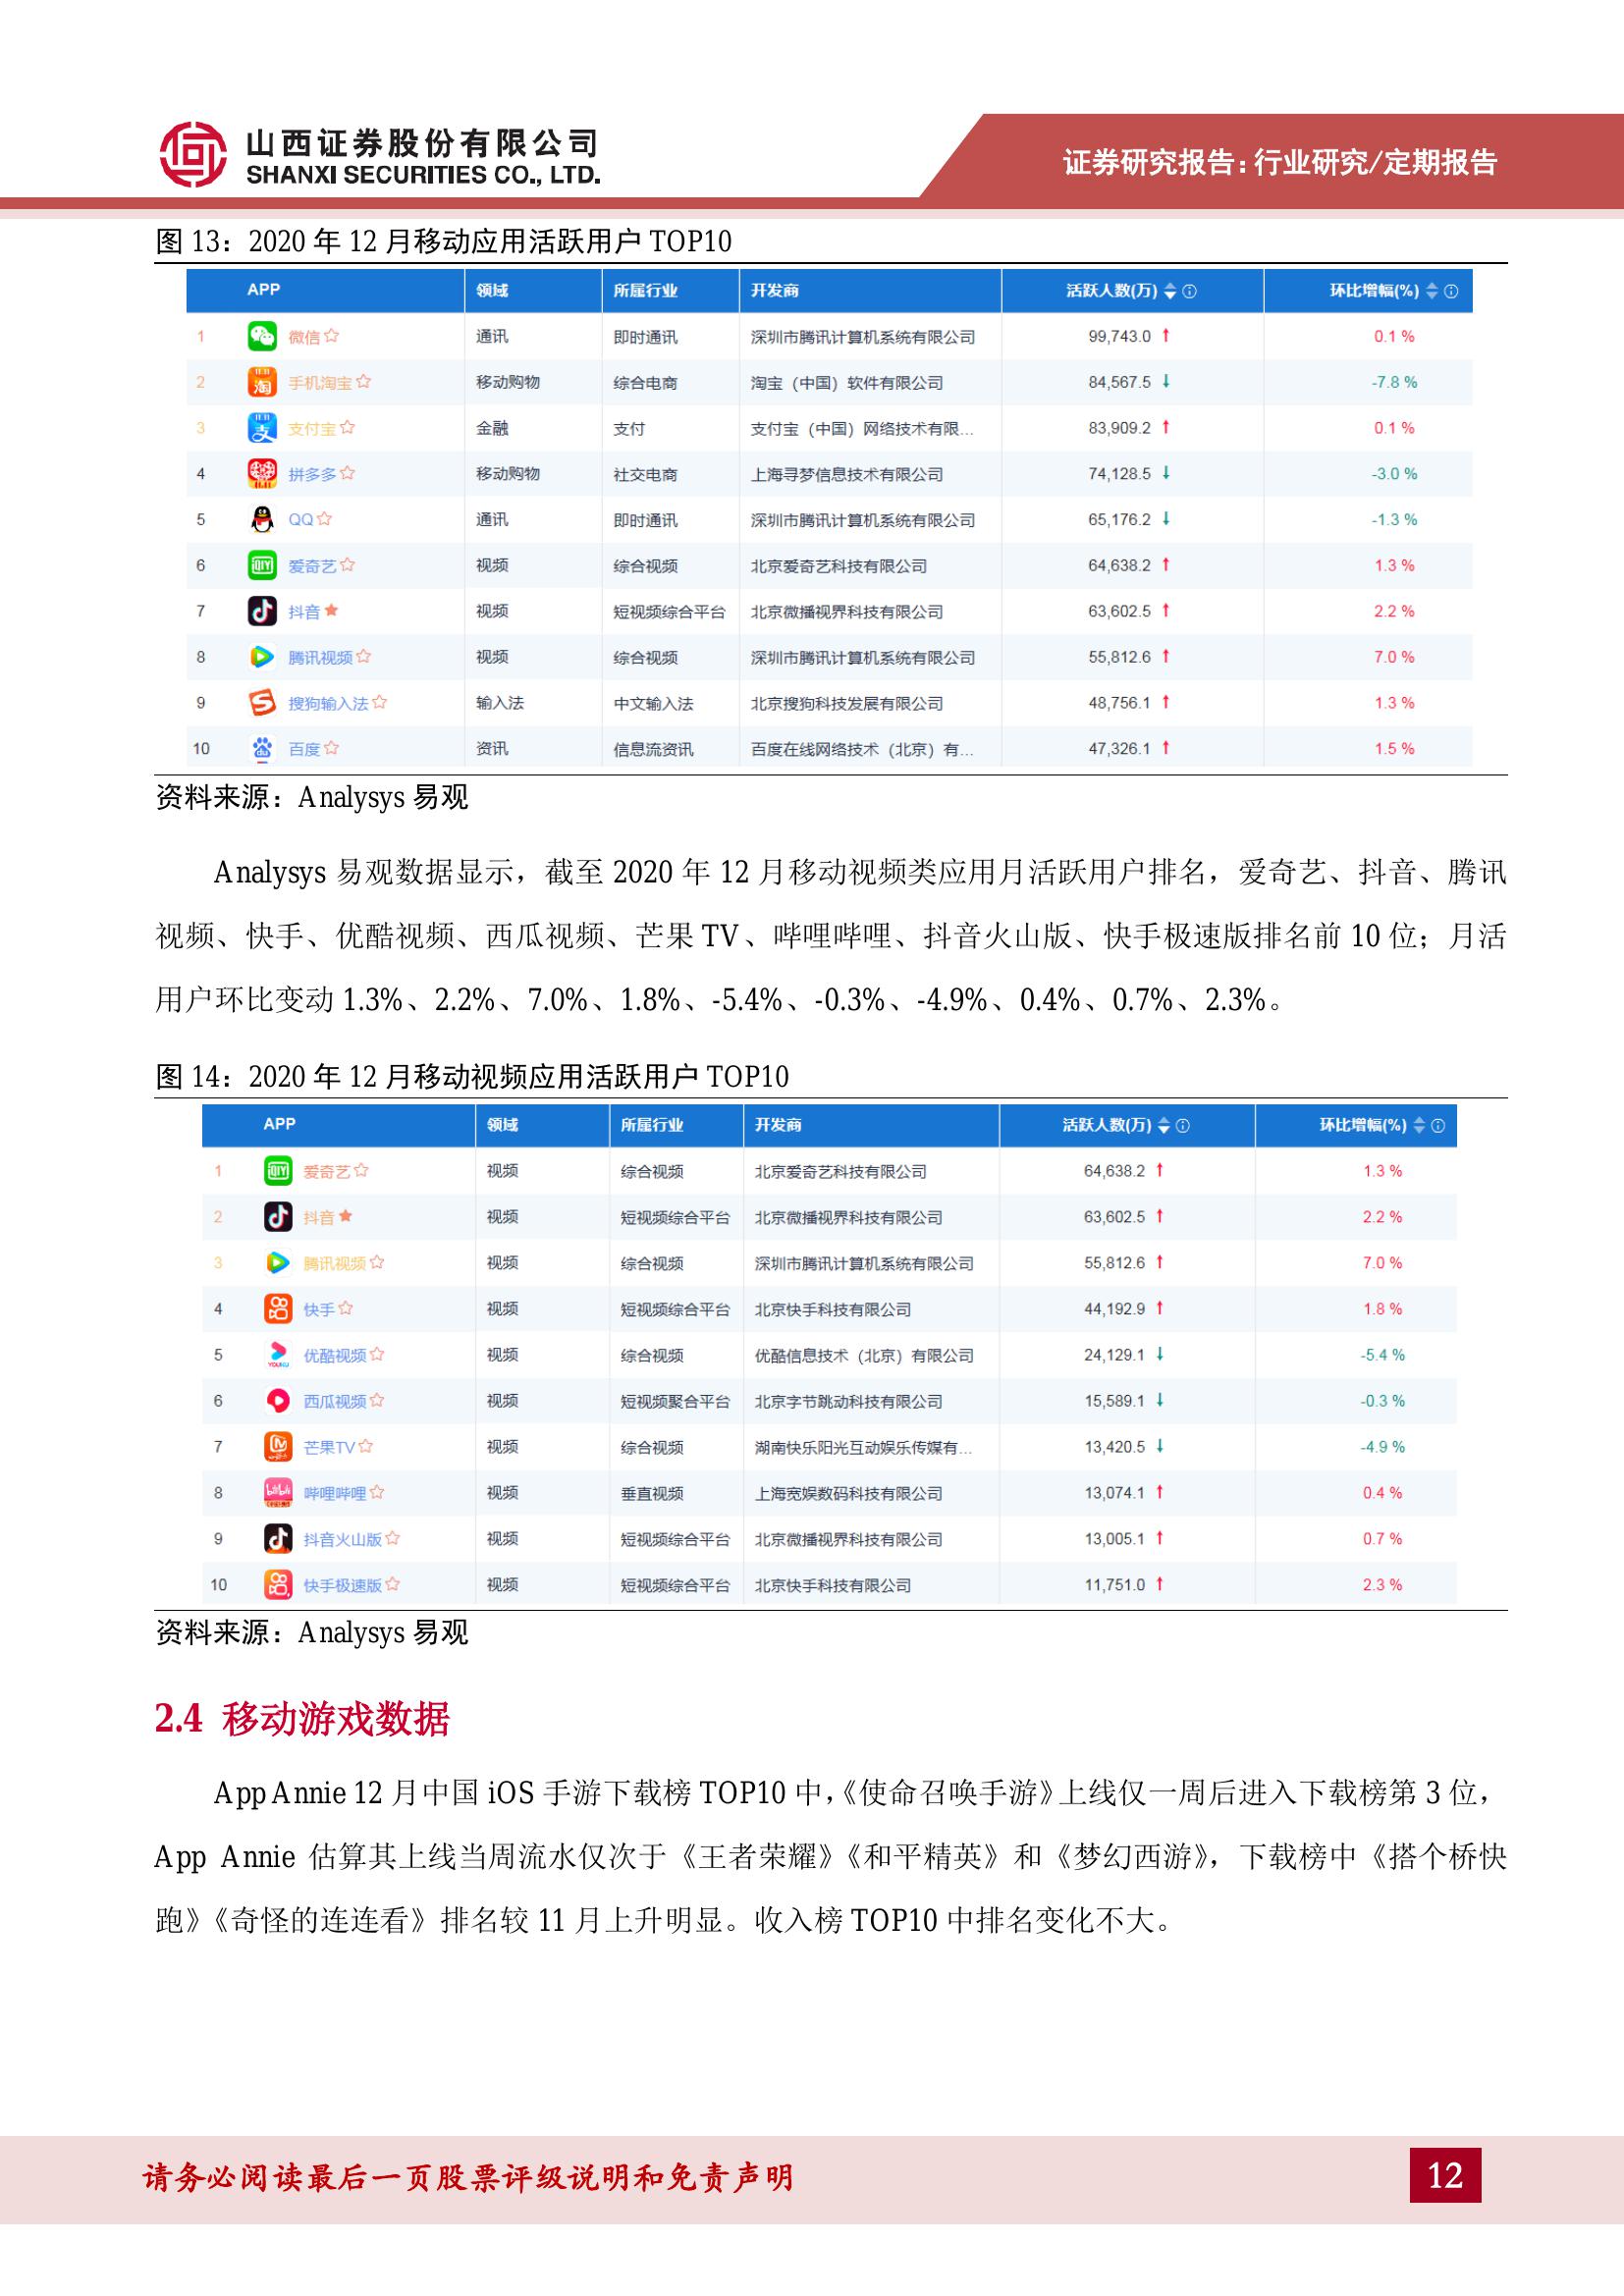 山西证券股份有限公司
SHANXI SECURITIES CO., LTD.
证券研究报告：行业研究/定期报告
图 13：2020 年 12 月移动应用活跃用户 TOP10
APP 领域 所属行业 开发商 活跃人数(万) 环比增幅(%)
1 微信 通讯 即时通讯 深圳市腾讯计算机系统有限公司 99,743.0 ↑ 0.1 %
2 手机淘宝 移动购物 综合电商 淘宝（中国）软件有限公司 84,567.5 ↓ -7.8 %
3 支付宝 金融 支付 支付宝（中国）网络技术有限... 83,909.2 ↑ 0.1 %
4 拼多多 移动购物 社交电商 上海寻梦信息技术有限公司 74,128.5 ↓ -3.0 %
5 QQ 通讯 即时通讯 深圳市腾讯计算机系统有限公司 65,176.2 ↓ -1.3 %
6 爱奇艺 视频 综合视频 北京爱奇艺科技有限公司 64,638.2 ↑ 1.3 %
7 抖音 视频 短视频综合平台 北京微播视界科技有限公司 63,602.5 ↑ 2.2 %
8 腾讯视频 视频 综合视频 深圳市腾讯计算机系统有限公司 55,812.6 ↑ 7.0 %
9 搜狗输入法 输入法 中文输入法 北京搜狗科技发展有限公司 48,756.1 ↑ 1.3 %
10 百度 资讯 信息流资讯 百度在线网络技术（北京）有... 47,326.1 ↑ 1.5 %
资料来源：Analysys 易观
Analysys 易观数据显示，截至 2020 年 12 月移动视频类应用月活跃用户排名，爱奇艺、抖音、腾讯
视频、快手、优酷视频、西瓜视频、芒果 TV、哔哩哔哩、抖音火山版、快手极速版排名前 10 位；月活
用户环比变动 1.3%、2.2%、7.0%、1.8%、-5.4%、-0.3%、-4.9%、0.4%、0.7%、2.3%。
图 14：2020 年 12 月移动视频应用活跃用户 TOP10
APP 领域 所属行业 开发商 活跃人数(万) 环比增幅(%)
1 爱奇艺 视频 综合视频 北京爱奇艺科技有限公司 64,638.2 ↑ 1.3 %
2 抖音 视频 短视频综合平台 北京微播视界科技有限公司 63,602.5 ↑ 2.2 %
3 腾讯视频 视频 综合视频 深圳市腾讯计算机系统有限公司 55,812.6 ↑ 7.0 %
4 快手 视频 短视频综合平台 北京快手科技有限公司 44,192.9 ↑ 1.8 %
5 优酷视频 视频 综合视频 优酷信息技术（北京）有限公司 24,129.1 ↓ -5.4 %
6 西瓜视频 视频 短视频聚合平台 北京字节跳动科技有限公司 15,589.1 ↓ -0.3 %
7 芒果TV 视频 综合视频 湖南快乐阳光互动娱乐传媒有... 13,420.5 ↓ -4.9 %
8 哔哩哔哩 视频 垂直视频 上海宽娱数码科技有限公司 13,074.1 ↑ 0.4 %
9 抖音火山版 视频 短视频综合平台 北京微播视界科技有限公司 13,005.1 ↑ 0.7 %
10 快手极速版 视频 短视频综合平台 北京快手科技有限公司 11,751.0 ↑ 2.3 %
资料来源：Analysys 易观
2.4 移动游戏数据
App Annie 12 月中国 iOS 手游下载榜 TOP10 中，《使命召唤手游》上线仅一周后进入下载榜第 3 位，
App Annie 估算其上线当周流水仅次于《王者荣耀》《和平精英》和《梦幻西游》，下载榜中《搭个桥快
跑》《奇怪的连连看》排名较 11 月上升明显。收入榜 TOP10 中排名变化不大。
请务必阅读最后一页股票评级说明和免责声明
12